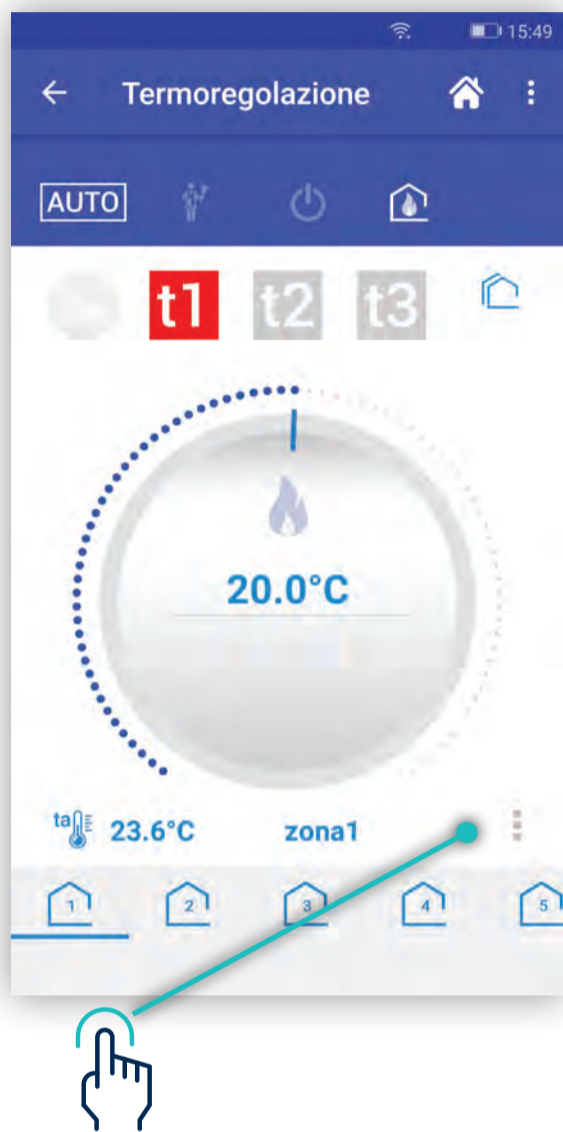 15:49
Termoregolazione
AUTO
t1 t2 t3
20.0°C
ta 23.6°C zona1
1 2 3 4 5